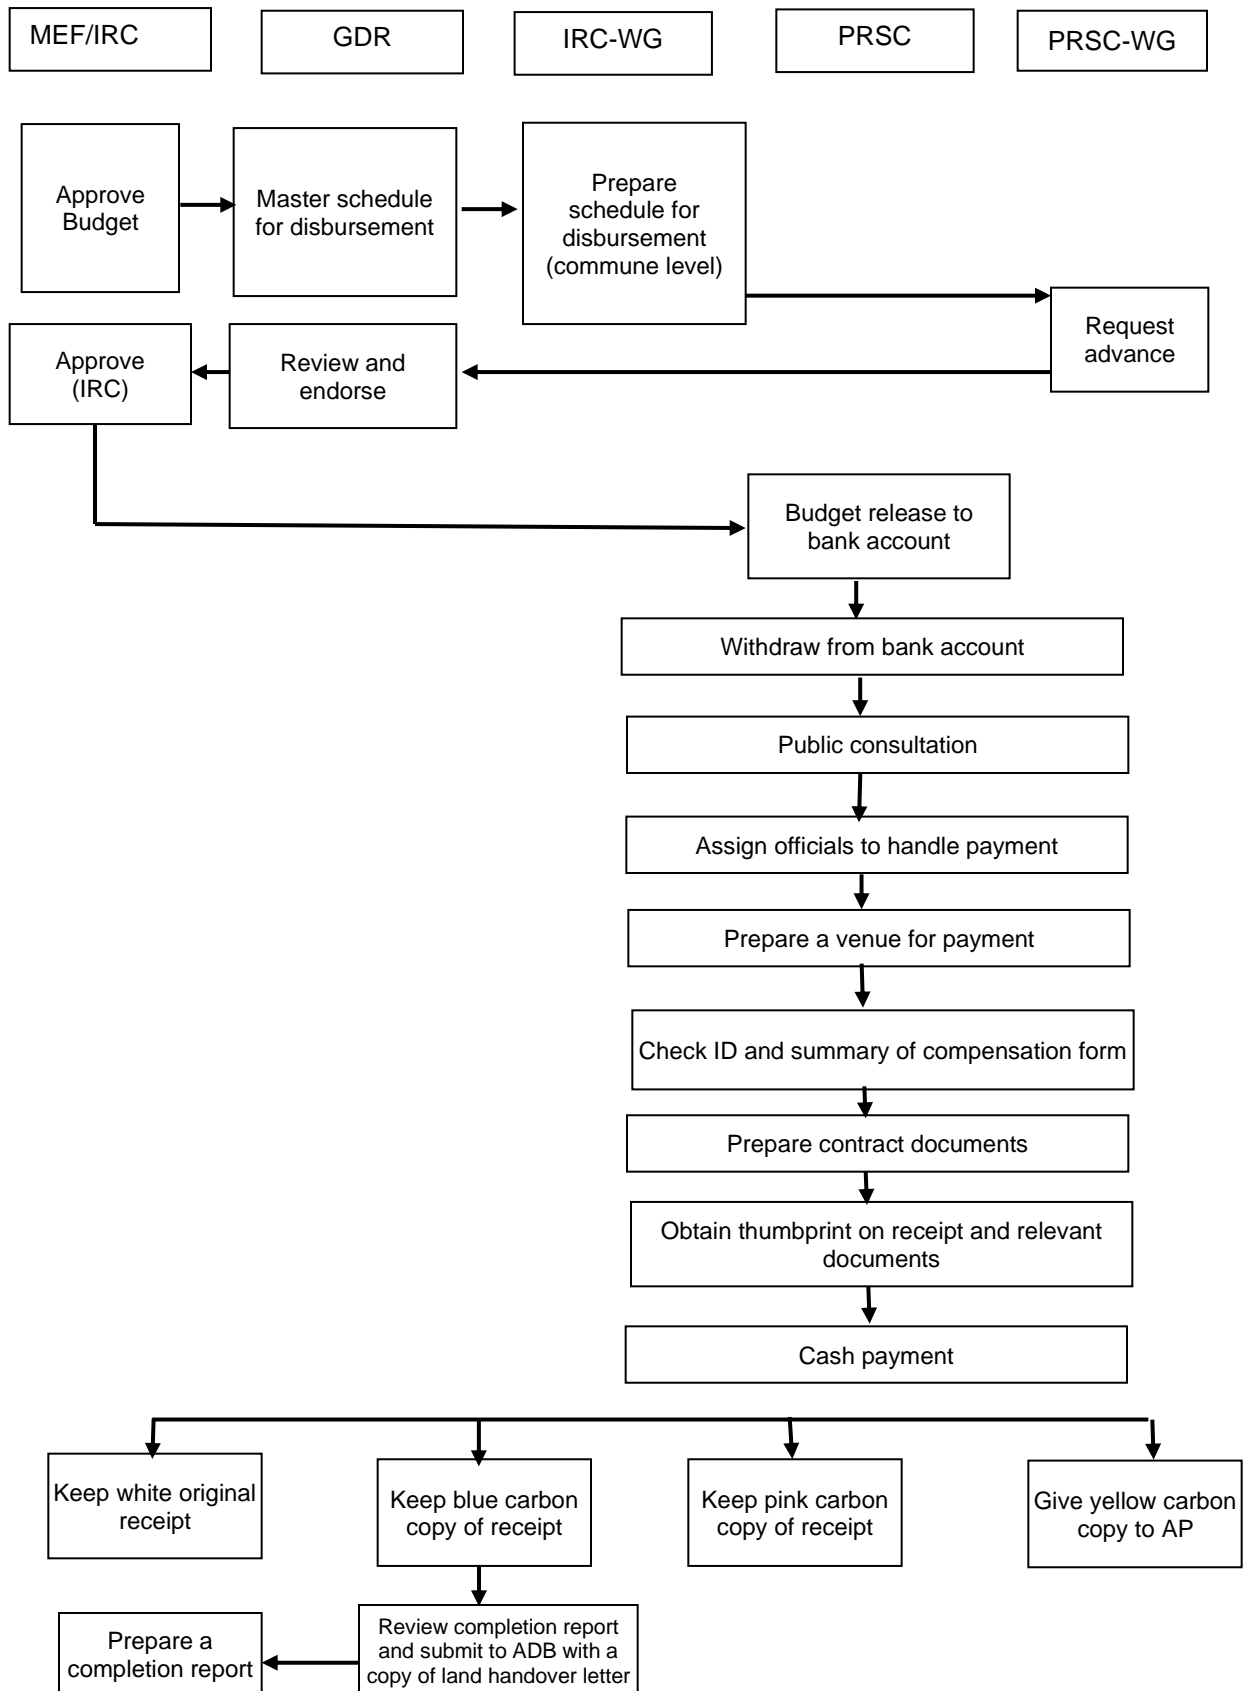 MEF/IRC
GDR
IRC-WG
PRSC
PRSC-WG
Approve
Budget
Master schedule
for disbursement
Prepare
schedule for
disbursement
(commune level)
Request
advance
Approve
(IRC)
Review and
endorse
Budget release to
bank account
Withdraw from bank account
Public consultation
Assign officials to handle payment
Prepare a venue for payment
Check ID and summary of compensation form
Prepare contract documents
Obtain thumbprint on receipt and relevant
documents
Cash payment
Keep white original
receipt
Keep blue carbon
copy of receipt
Keep pink carbon
copy of receipt
Give yellow carbon
copy to AP
Prepare a
completion report
Review completion report
and submit to ADB with a
copy of land handover letter